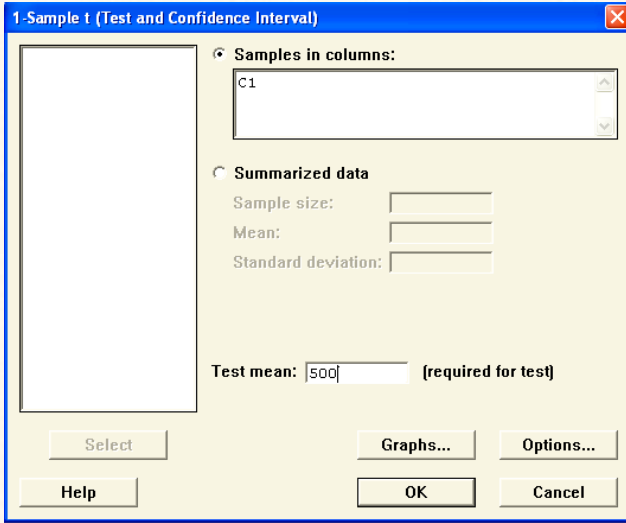 1-Sample t (Test and Confidence Interval)
Samples in columns:
C1
Summarized data
Sample size:
Mean:
Standard deviation:
Test mean: 500 (required for test)
Select
Graphs... Options...
Help OK Cancel